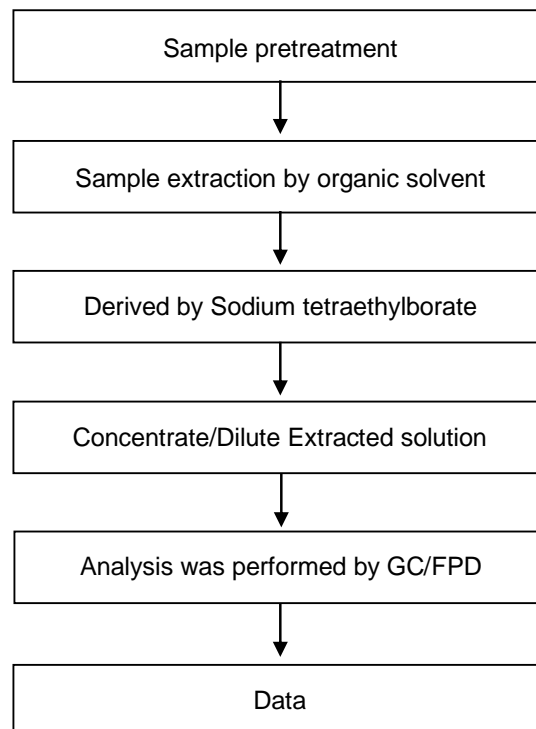 Sample pretreatment
Sample extraction by organic solvent
Derived by Sodium tetraethylborate
Concentrate/Dilute Extracted solution
Analysis was performed by GC/FPD
Data